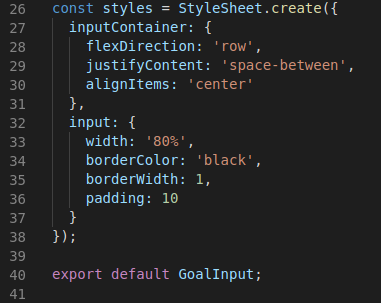 26 const styles = StyleSheet.create({
27   inputContainer: {
28     flexDirection: 'row',
29     justifyContent: 'space-between',
30     alignItems: 'center'
31   },
32   input: {
33     width: '80%',
34     borderColor: 'black',
35     borderWidth: 1,
36     padding: 10
37   }
38 });
39
40 export default GoalInput;
41